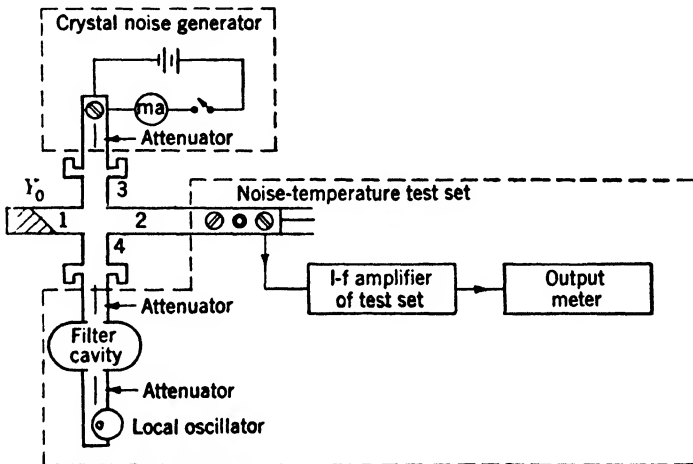 Crystal noise generator
ma
Attenuator
Y₀
3
Noise-temperature test set
1
2
4
I-f amplifier
of test set
Output
meter
Attenuator
Filter
cavity
Attenuator
Local oscillator